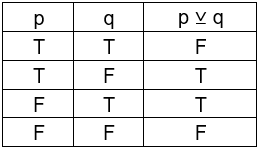 p q p ⊻ q
T T F
T F T
F T T
F F F